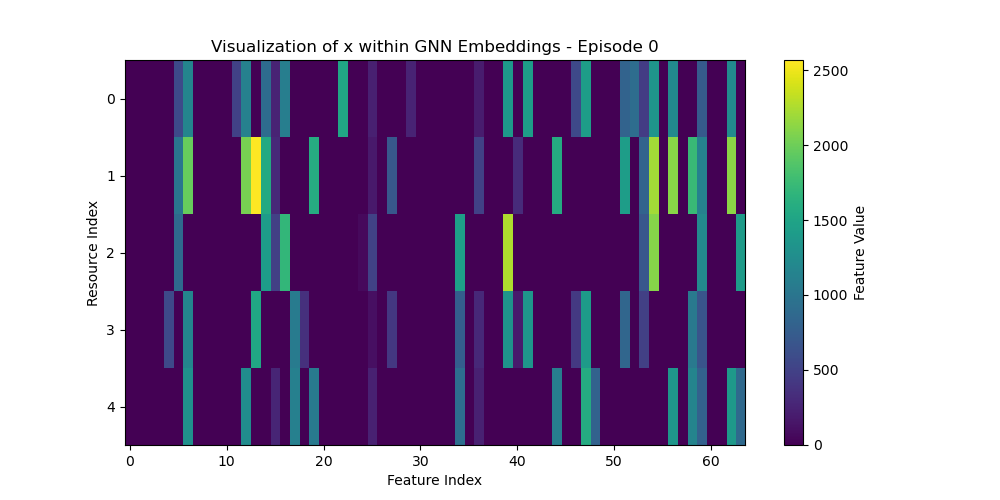 Visualization of x within GNN Embeddings - Episode 0
Resource Index
0
1
2
3
4
0 10 20 30 40 50 60
Feature Index
2500
2000
1500
1000
500
0
Feature Value